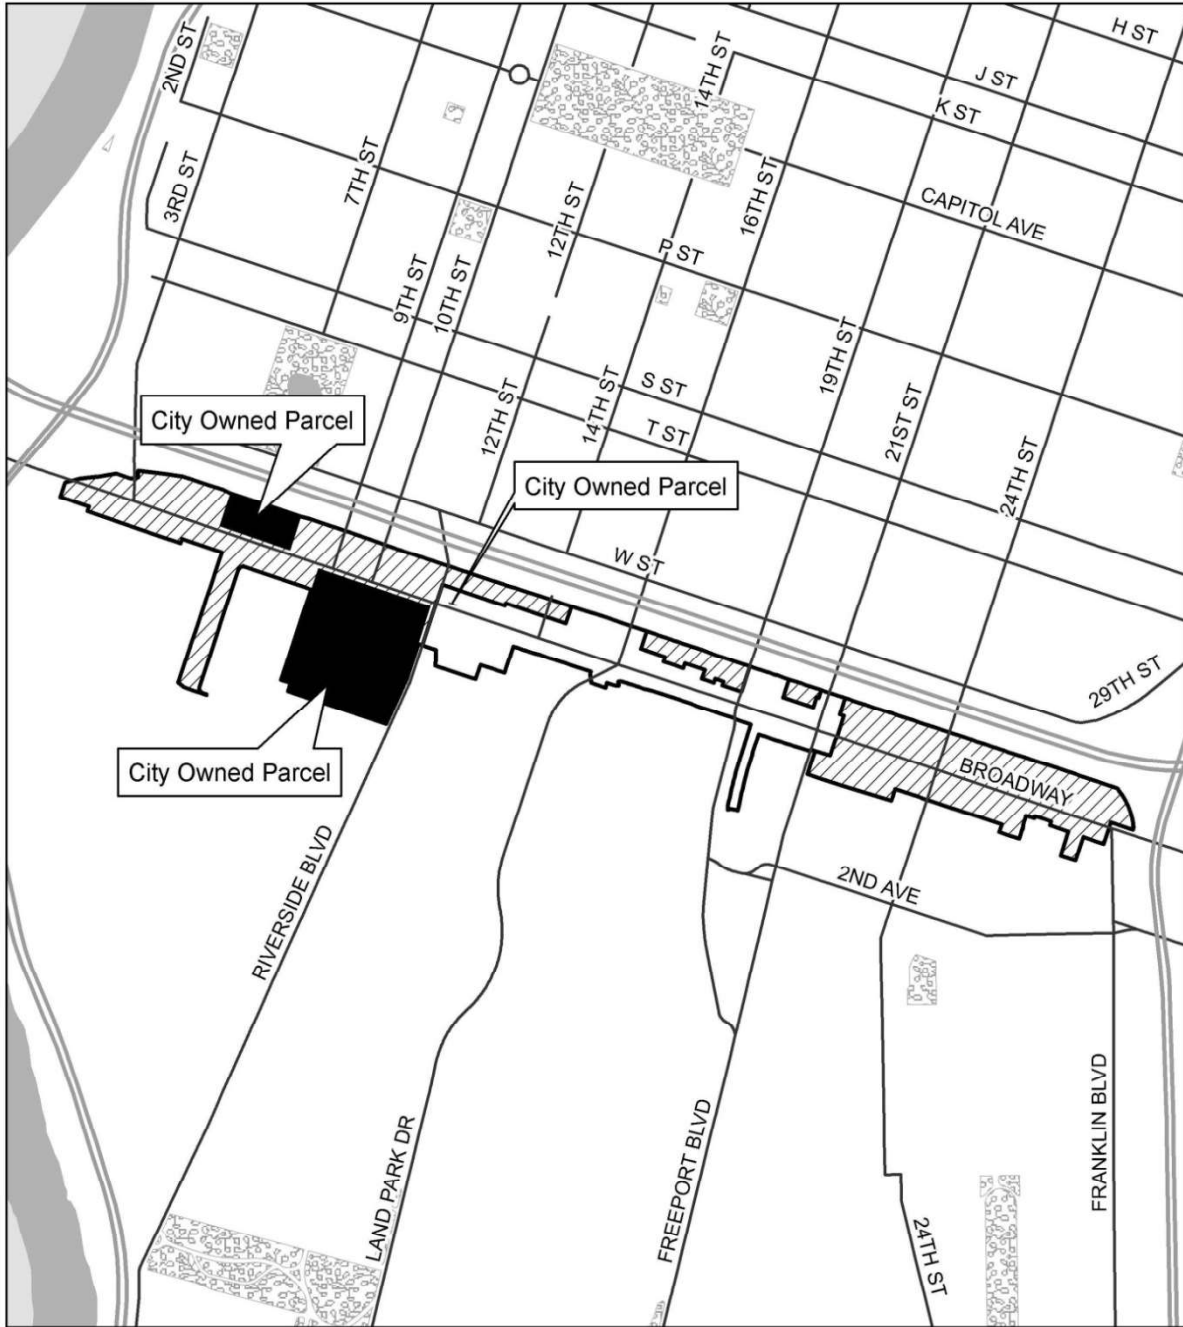 H ST
J ST
K ST
2ND ST
14TH ST
3RD ST
7TH ST
12TH ST
16TH ST
CAPITOL AVE
P ST
9TH ST
10TH ST
19TH ST
S ST
T ST
12TH ST
14TH ST
21ST ST
24TH ST
City Owned Parcel
City Owned Parcel
W ST
29TH ST
City Owned Parcel
BROADWAY
2ND AVE
RIVERSIDE BLVD
LAND PARK DR
FREEPORT BLVD
FRANKLIN BLVD
24TH ST